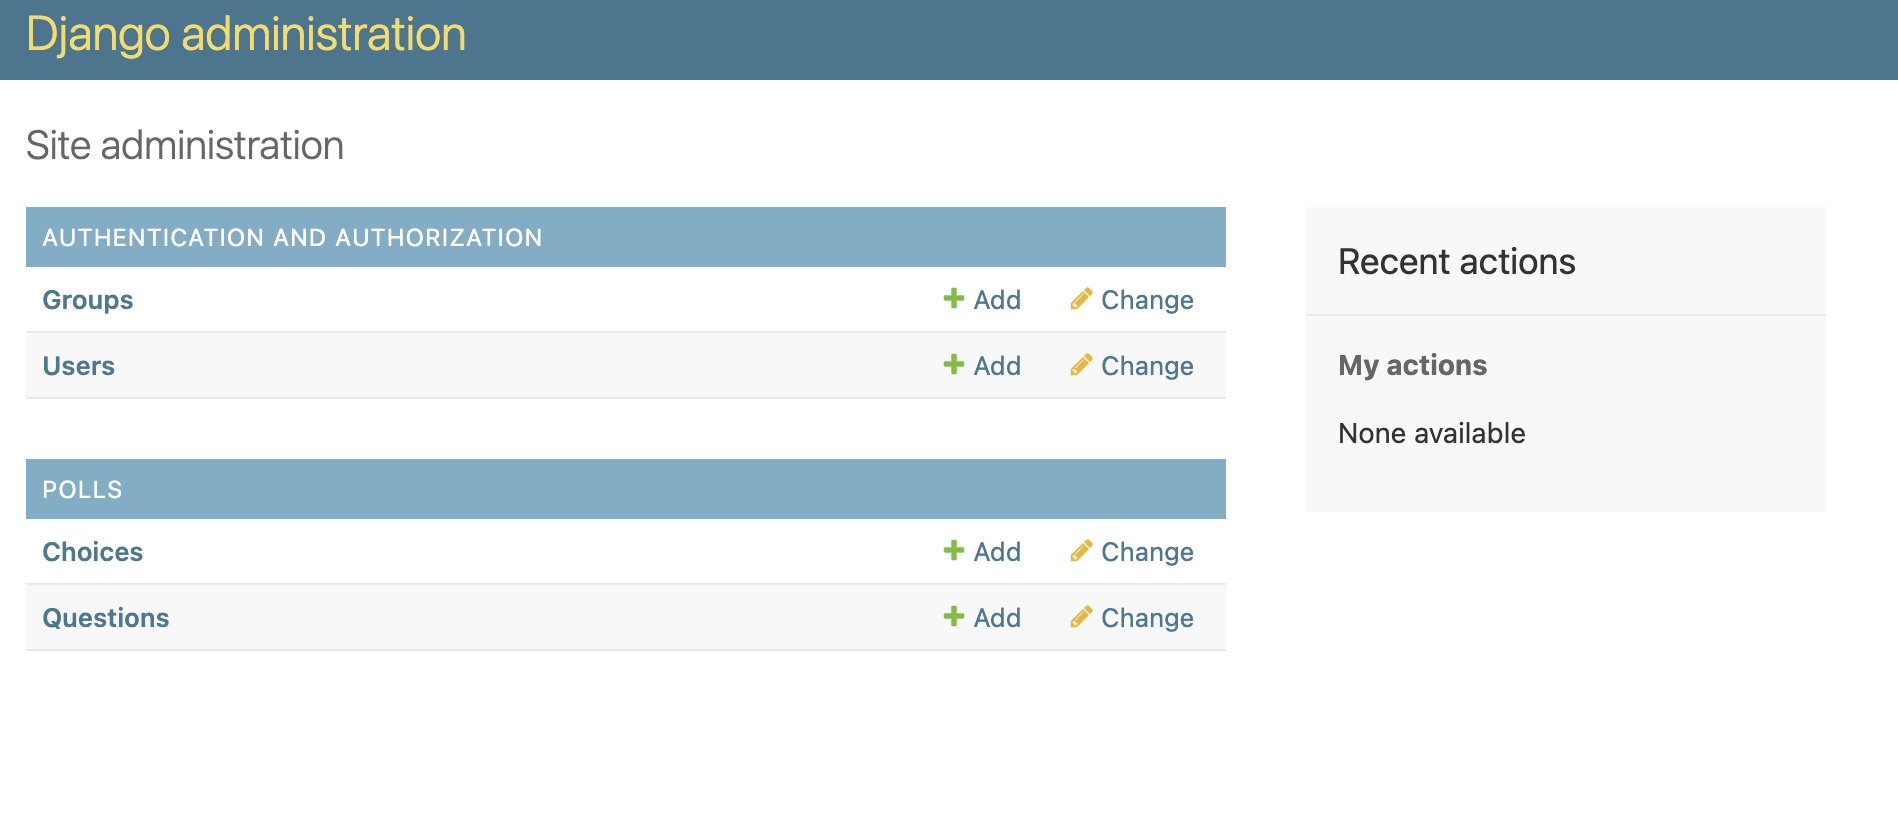 Django administration
Site administration
AUTHENTICATION AND AUTHORIZATION
Groups Add Change
Users Add Change
POLLS
Choices Add Change
Questions Add Change
Recent actions
My actions
None available